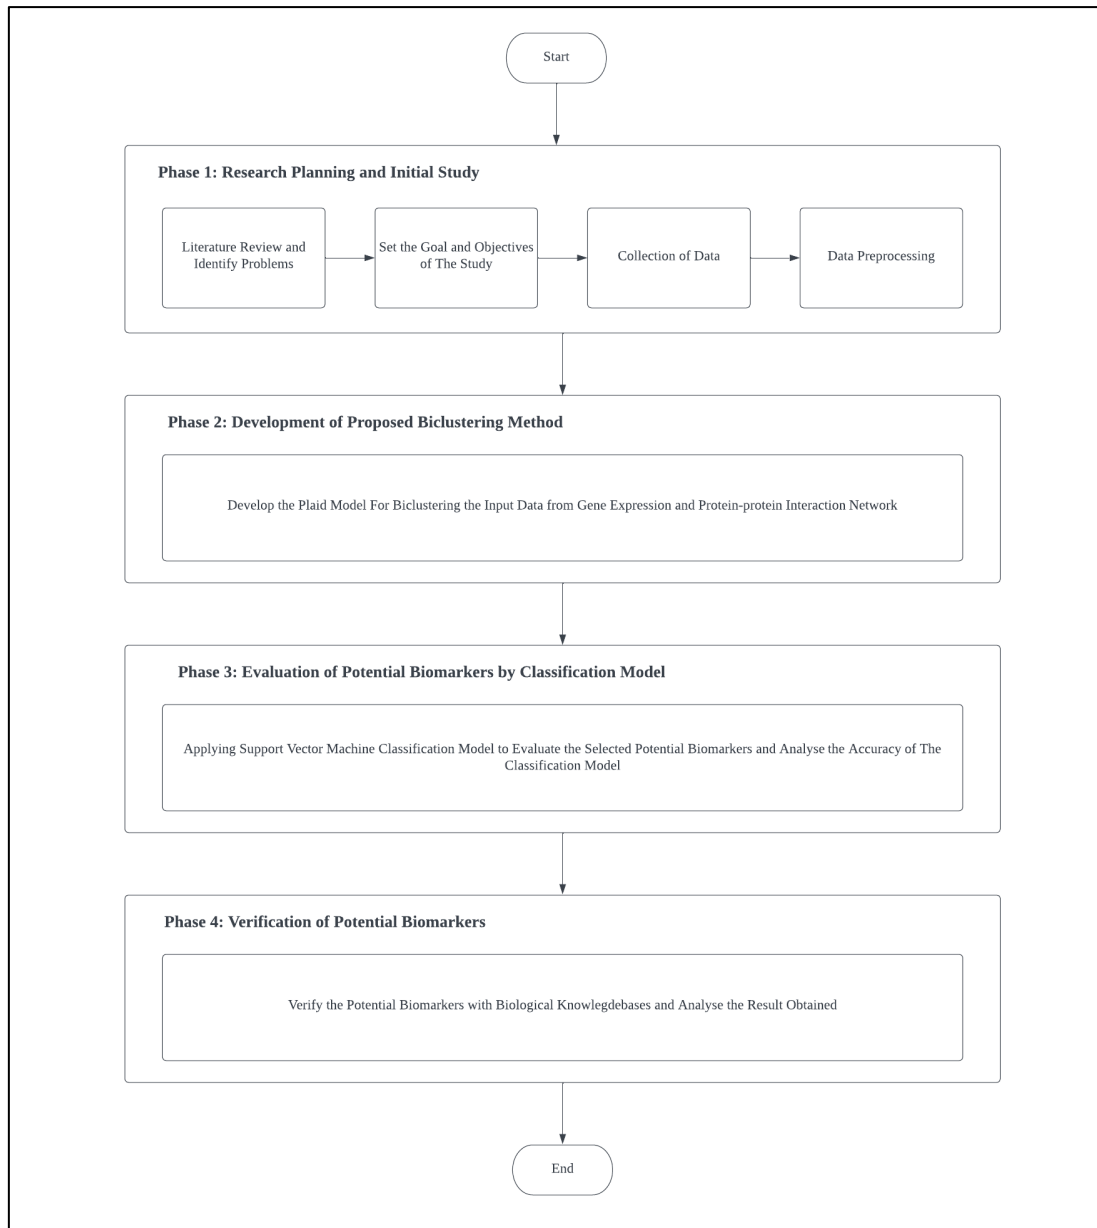 Start
Phase 1: Research Planning and Initial Study
Literature Review and
Identify Problems
Set the Goal and Objectives
of The Study
Collection of Data
Data Preprocessing
Phase 2: Development of Proposed Biclustering Method
Develop the Plaid Model For Biclustering the Input Data from Gene Expression and Protein-protein Interaction Network
Phase 3: Evaluation of Potential Biomarkers by Classification Model
Applying Support Vector Machine Classification Model to Evaluate the Selected Potential Biomarkers and Analyse the Accuracy of The
Classification Model
Phase 4: Verification of Potential Biomarkers
Verify the Potential Biomarkers with Biological Knowlegdebases and Analyse the Result Obtained
End